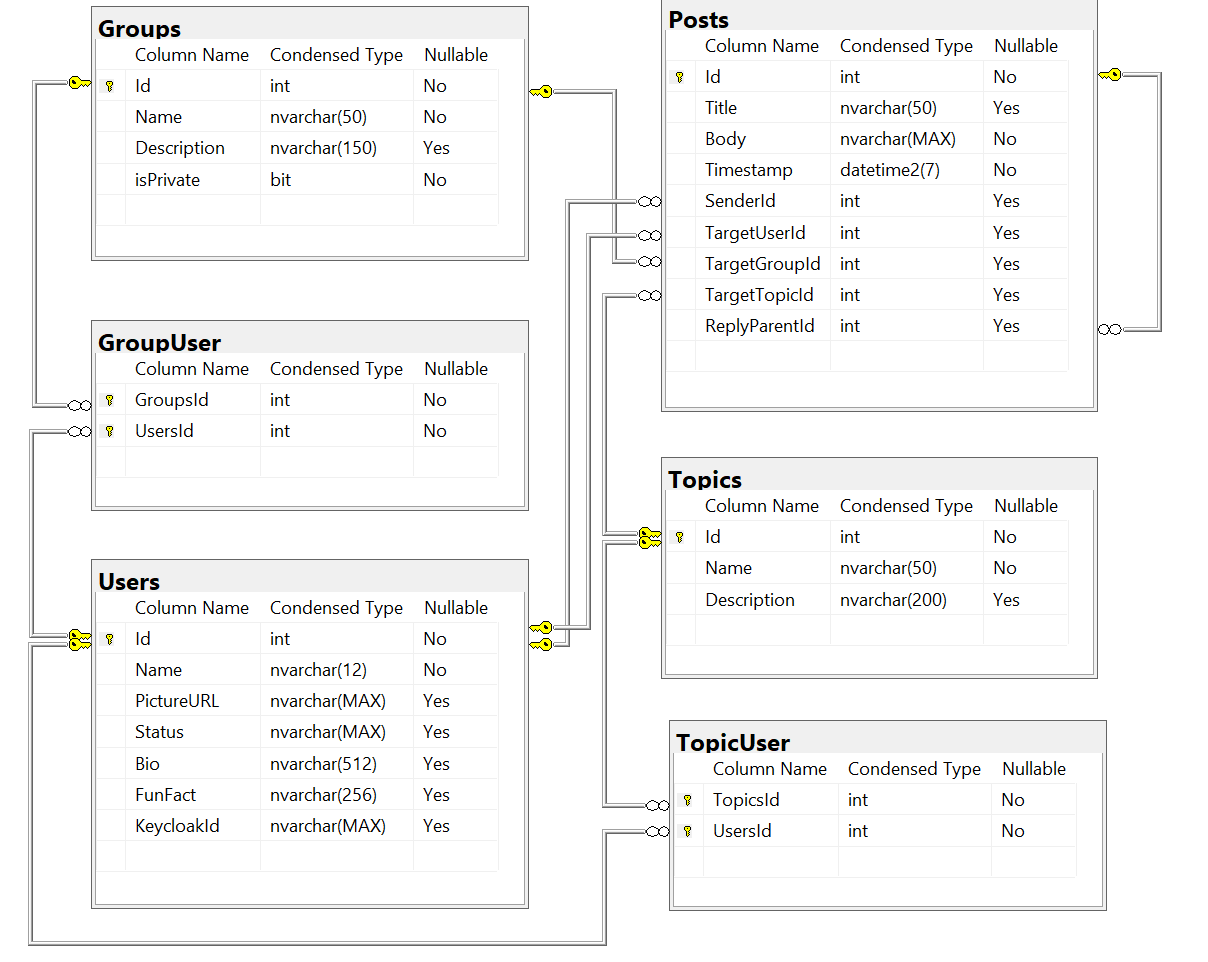 Groups
Column Name Condensed Type Nullable
Id int No
Name nvarchar(50) No
Description nvarchar(150) Yes
isPrivate bit No
GroupUser
Column Name Condensed Type Nullable
GroupsId int No
UsersId int No
Users
Column Name Condensed Type Nullable
Id int No
Name nvarchar(12) No
PictureURL nvarchar(MAX) Yes
Status nvarchar(MAX) Yes
Bio nvarchar(512) Yes
FunFact nvarchar(256) Yes
KeycloakId nvarchar(MAX) Yes
Posts
Column Name Condensed Type Nullable
Id int No
Title nvarchar(50) Yes
Body nvarchar(MAX) No
Timestamp datetime2(7) No
SenderId int Yes
TargetUserId int Yes
TargetGroupId int Yes
TargetTopicId int Yes
ReplyParentId int Yes
Topics
Column Name Condensed Type Nullable
Id int No
Name nvarchar(50) No
Description nvarchar(200) Yes
TopicUser
Column Name Condensed Type Nullable
TopicsId int No
UsersId int No